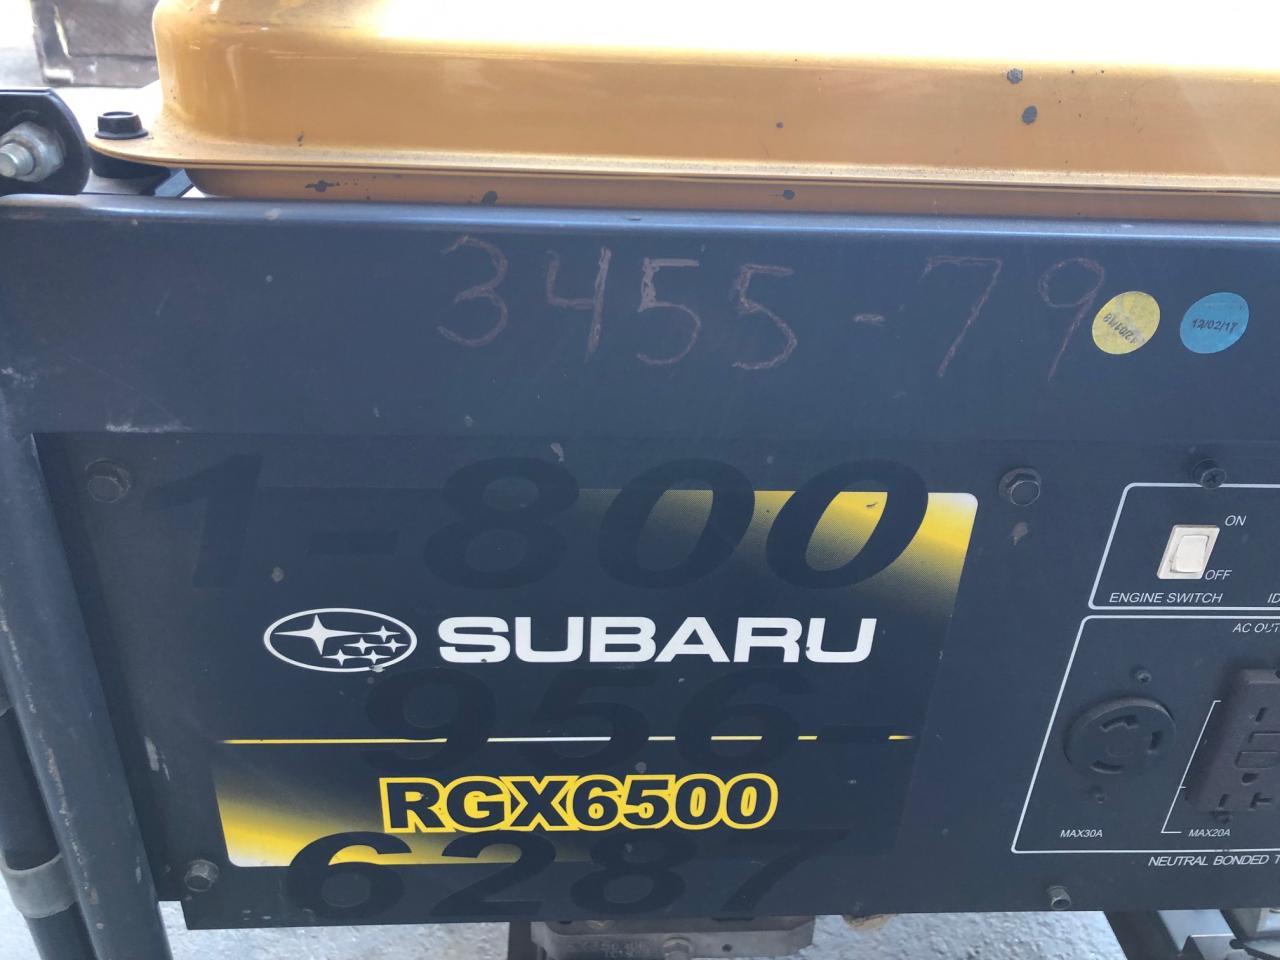 3455-79
12/02/17
1-800
ON
OFF
ENGINE SWITCH
SUBARU
AC OUT
956-
RGX6500
MAX30A
MAX20A
6287
NEUTRAL BONDED T